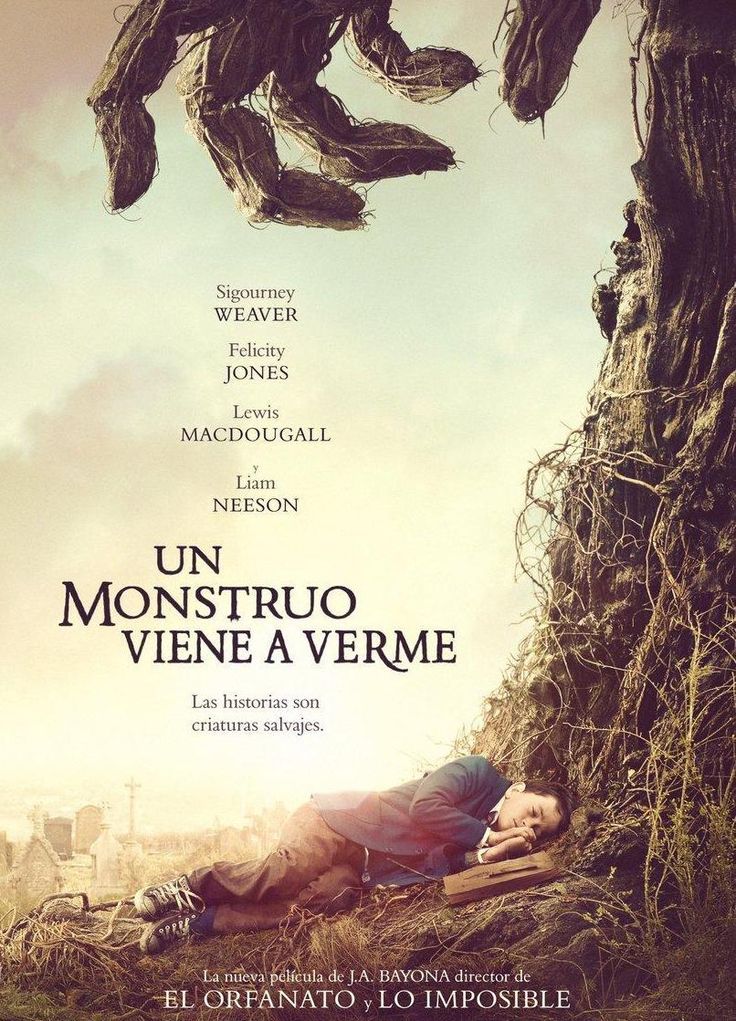 Sigourney
WEAVER
Felicity
JONES
Lewis
MACDOUGALL
y
Liam
NEESON
UN
MONSTRUO
VIENE A VERME
Las historias son
criaturas salvajes.
La nueva película de J.A. BAYONA director de
EL ORFANATO y LO IMPOSIBLE